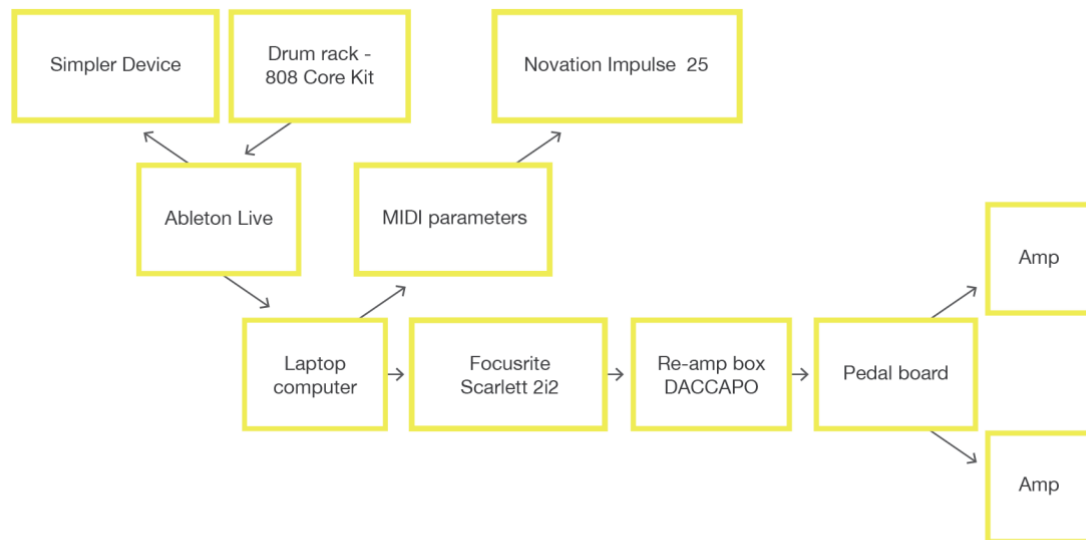 Simpler Device
Drum rack -
808 Core Kit
Novation Impulse 25
Ableton Live
MIDI parameters
Amp
Laptop
computer
Focusrite
Scarlett 2i2
Re-amp box
DACCAPO
Pedal board
Amp